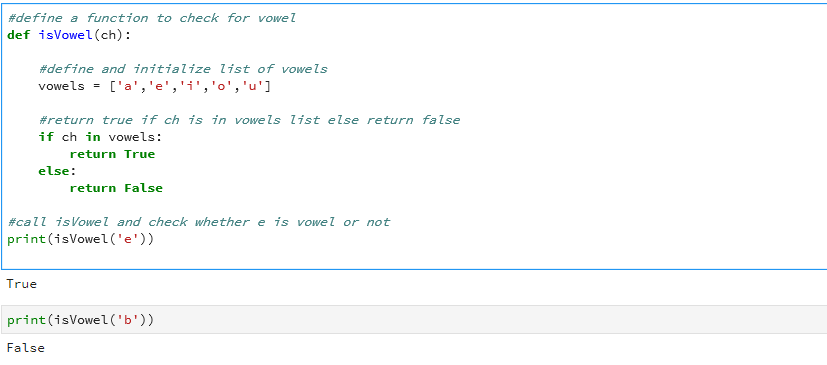 #define a function to check for vowel
def isVowel(ch):
    #define and initialize list of vowels
    vowels = ['a','e','i','o','u']
    #return true if ch is in vowels list else return false
    if ch in vowels:
        return True
    else:
        return False
#call isVowel and check whether e is vowel or not
print(isVowel('e'))
True
print(isVowel('b'))
False